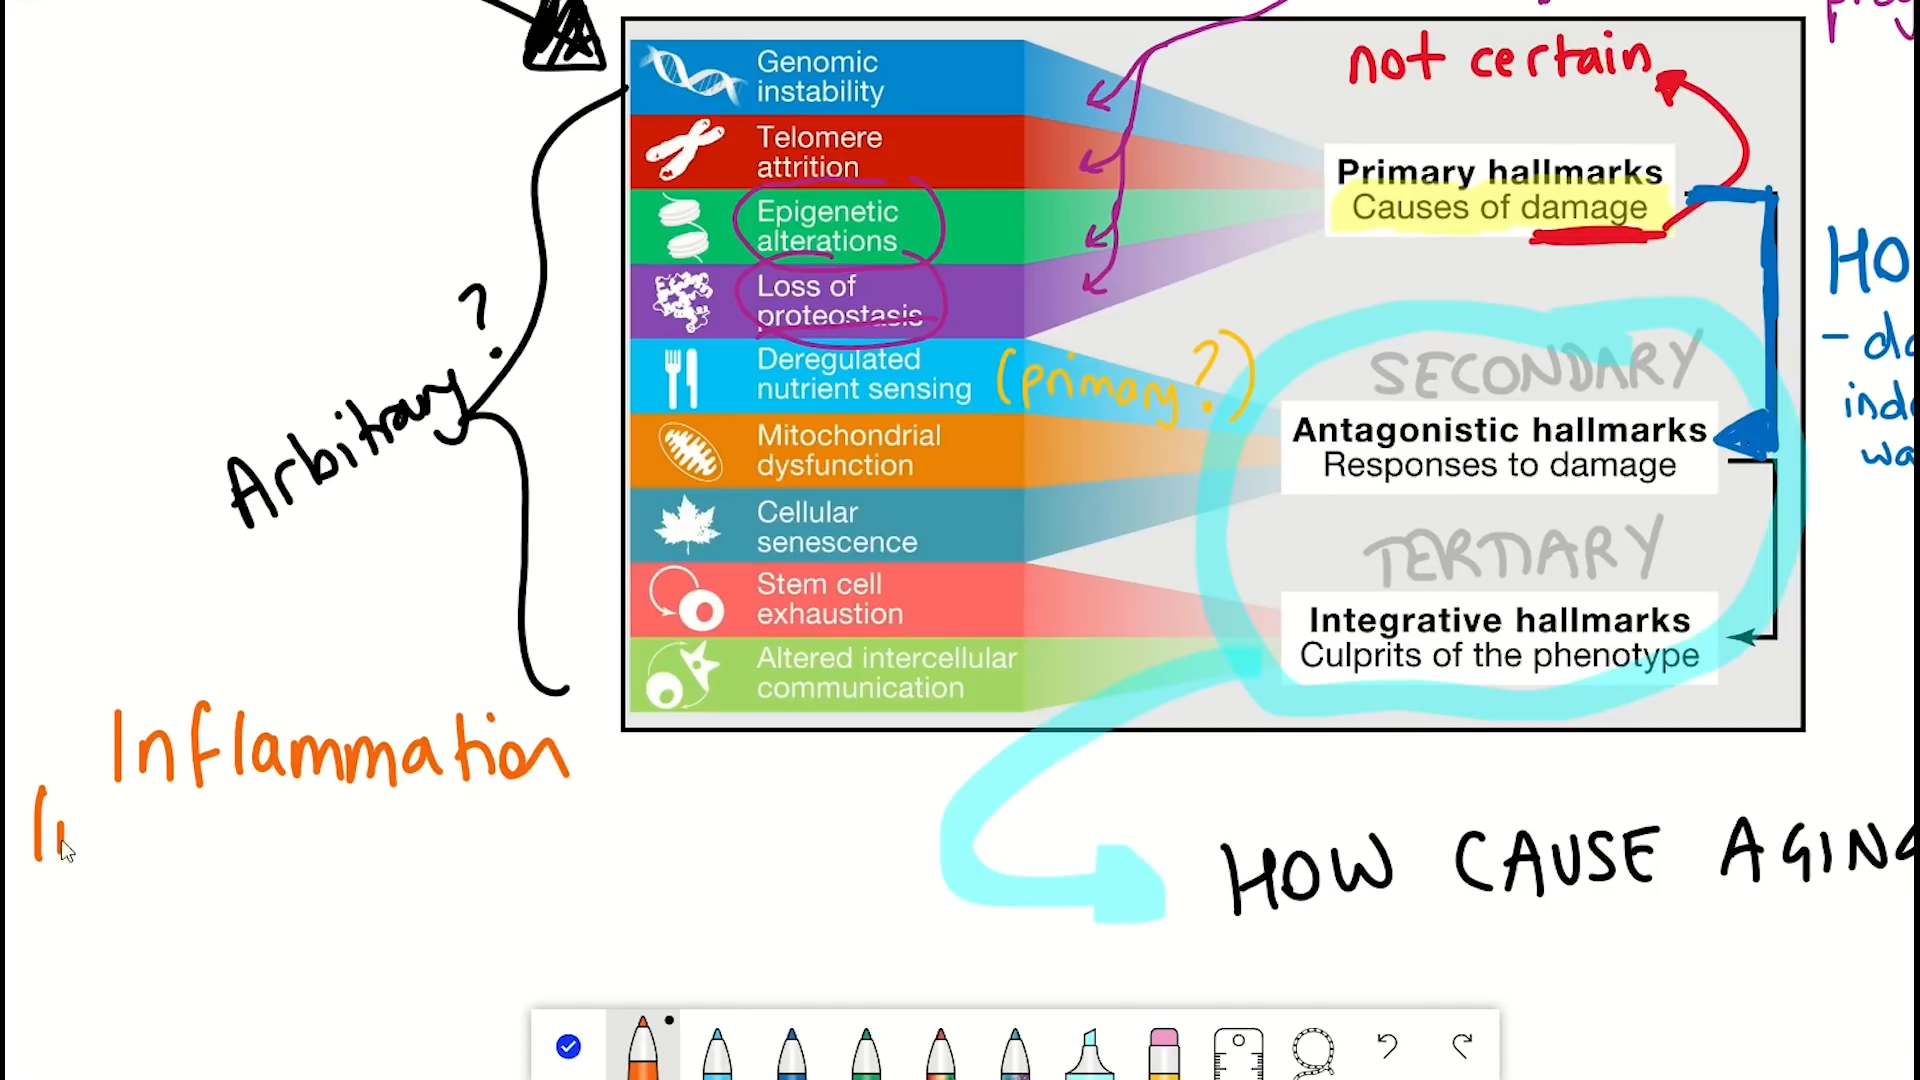 not certain
Genomic
instability
Telomere
attrition
Epigenetic
alterations
Loss of
proteostasis
Deregulated
nutrient sensing
(primary?)
Mitochondrial
dysfunction
Cellular
senescence
Stem cell
exhaustion
Altered intercellular
communication
Primary hallmarks
Causes of damage
SECONDARY
Antagonistic hallmarks
Responses to damage
TERTIARY
Integrative hallmarks
Culprits of the phenotype
Arbitrary?
Inflammation
HOW CAUSE AGING